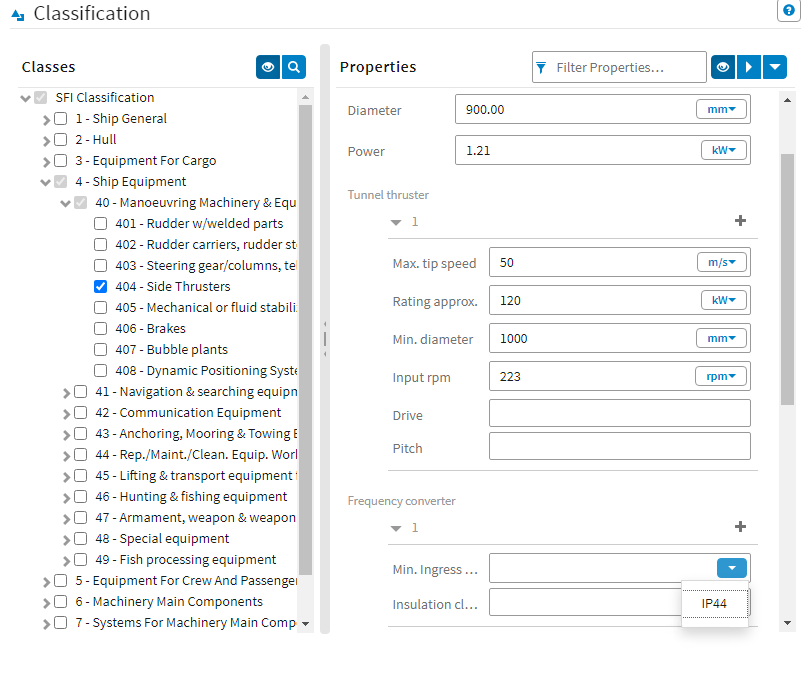 Classification
?
Classes
SFI Classification
1 - Ship General
2 - Hull
3 - Equipment For Cargo
4 - Ship Equipment
40 - Manoeuvring Machinery & Equ
401 - Rudder w/welded parts
402 - Rudder carriers, rudder st
403 - Steering gear/columns, tel
404 - Side Thrusters
405 - Mechanical or fluid stabili
406 - Brakes
407 - Bubble plants
408 - Dynamic Positioning Syste
41 - Navigation & searching equipn
42 - Communication Equipment
43 - Anchoring, Mooring & Towing E
44 - Rep./Maint./Clean. Equip. Worl
45 - Lifting & transport equipment f
46 - Hunting & fishing equipment
47 - Armament, weapon & weapon
48 - Special equipment
49 - Fish processing equipment
5 - Equipment For Crew And Passenger
6 - Machinery Main Components
7 - Systems For Machinery Main Comp
Properties
Filter Properties...
Diameter 900.00 mm
Power 1.21 kW
Tunnel thruster
1 +
Max. tip speed 50 m/s
Rating approx. 120 kW
Min. diameter 1000 mm
Input rpm 223 rpm
Drive
Pitch
Frequency converter
1 +
Min. Ingress ...
Insulation cl...
IP44